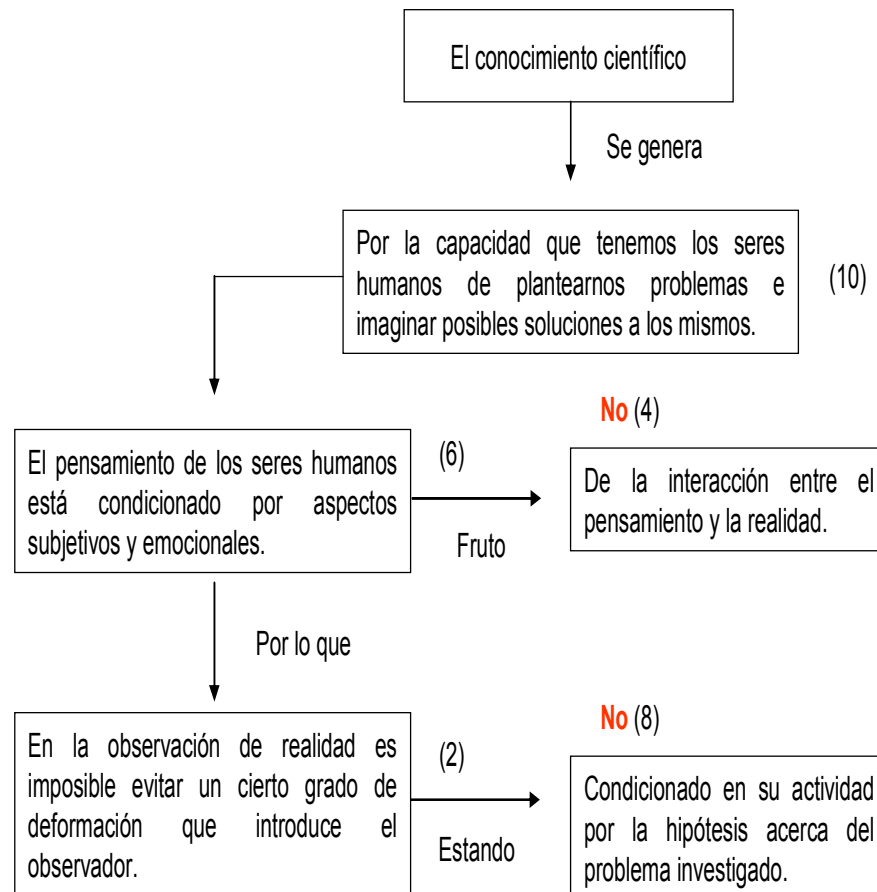 El conocimiento científico
Se genera
Por la capacidad que tenemos los seres
humanos de plantearnos problemas e
imaginar posibles soluciones a los mismos.
(10)
No (4)
El pensamiento de los seres humanos
está condicionado por aspectos
subjetivos y emocionales.
(6)
Fruto
De la interacción entre el
pensamiento y la realidad.
Por lo que
No (8)
En la observación de realidad es
imposible evitar un cierto grado de
deformación que introduce el
observador.
(2)
Estando
Condicionado en su actividad
por la hipótesis acerca del
problema investigado.